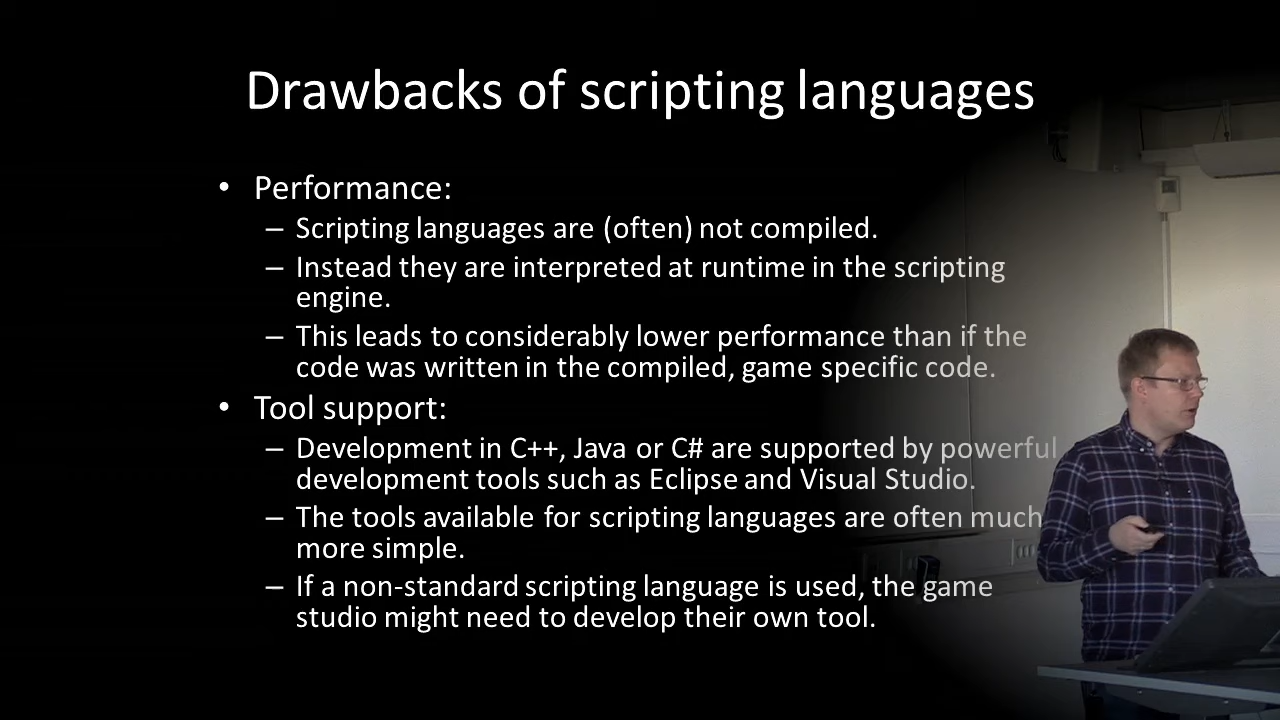 Drawbacks of scripting languages
• Performance:
– Scripting languages are (often) not compiled.
– Instead they are interpreted at runtime in the scripting
engine.
– This leads to considerably lower performance than if the
code was written in the compiled, game specific code.
• Tool support:
– Development in C++, Java or C# are supported by powerful
development tools such as Eclipse and Visual Studio.
– The tools available for scripting languages are often much
more simple.
– If a non-standard scripting language is used, the game
studio might need to develop their own tool.